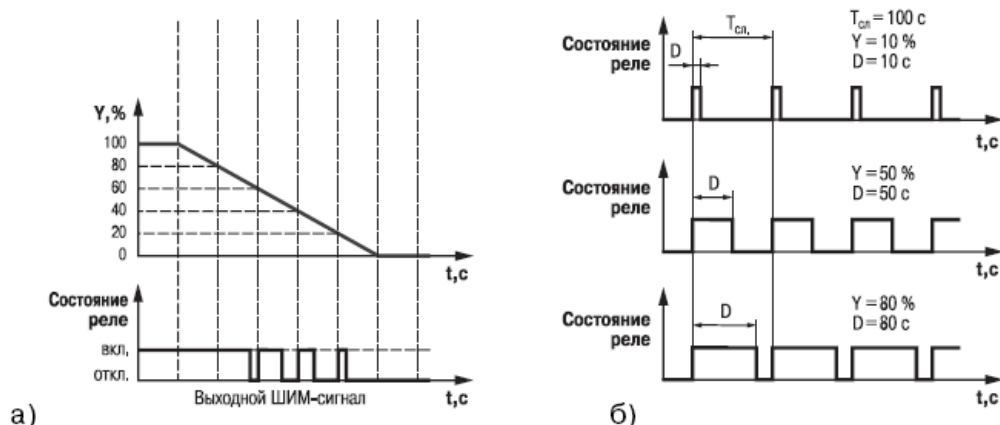 Y,%
100
80
60
40
20
0
t,c
Состояние
реле
вкл.
откл.
Выходной ШИМ-сигнал
t,c
а)
Состояние
реле
D
Tсл.
Tсл = 100 с
Y = 10 %
D = 10 с
t,c
Состояние
реле
D
Y = 50 %
D = 50 с
t,c
Состояние
реле
D
Y = 80 %
D = 80 с
t,c
б)